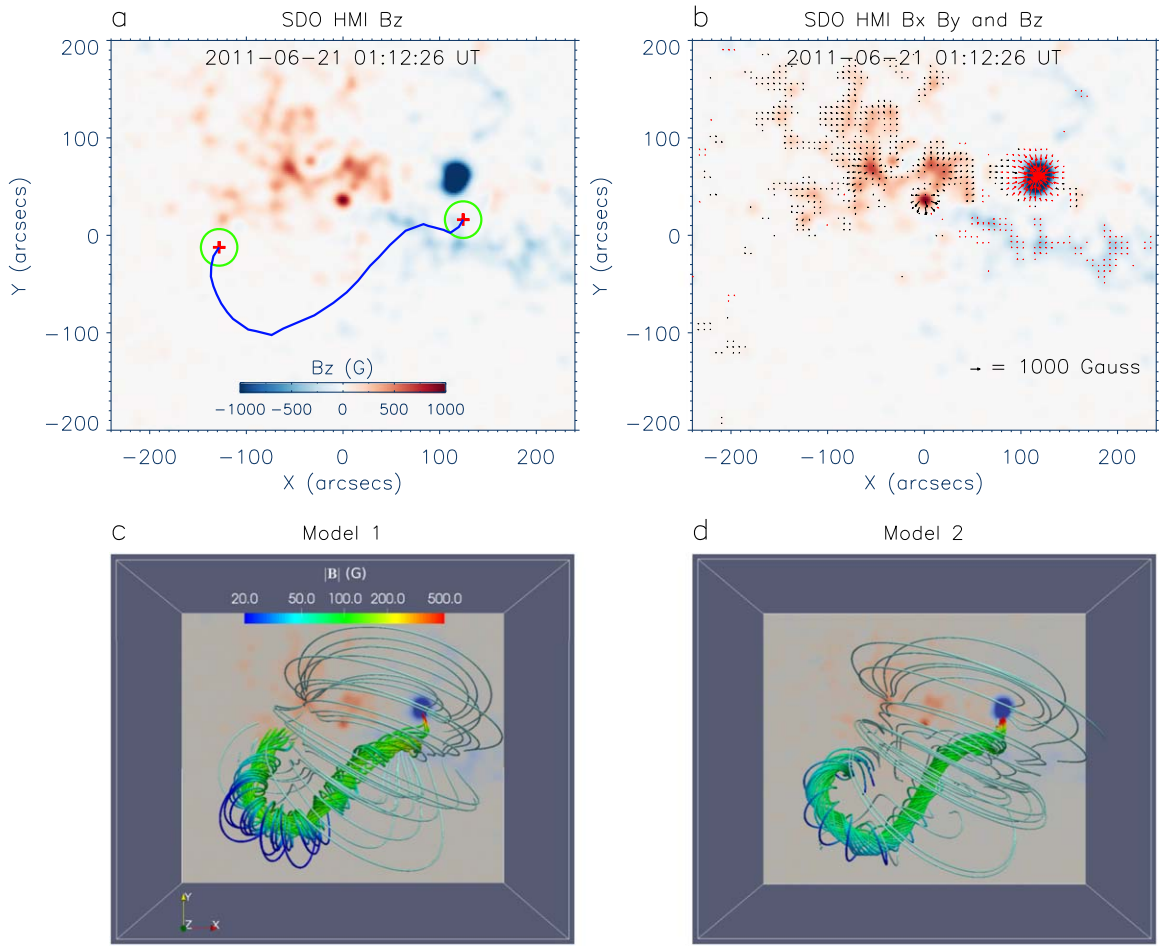 a
SDO HMI Bz
2011-06-21 01:12:26 UT
200
100
0
-100
-200
Y (arcsecs)
Bz (G)
-1000 -500 0 500 1000
-200 -100 0 100 200
X (arcsecs)
b
SDO HMI Bx By and Bz
2011-06-21 01:12:26 UT
200
100
0
-100
-200
Y (arcsecs)
= 1000 Gauss
-200 -100 0 100 200
X (arcsecs)
c
Model 1
|B| (G)
20.0 50.0 100.0 200.0 500.0
Y
Z X
d
Model 2